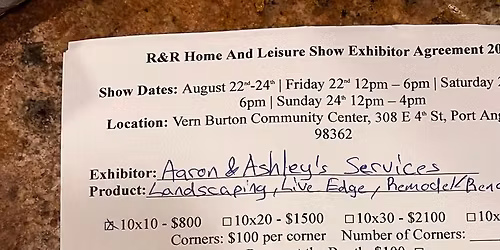 R&R Home And Leisure Show Exhibitor Agreement 20
Show Dates: August 22nd-24th | Friday 22nd 12pm – 6pm | Saturday
6pm | Sunday 24th 12pm – 4pm
Location: Vern Burton Community Center, 308 E 4th St, Port Ang
98362
Exhibitor: Aaron & Ashley's Services
Product: Landscaping, Live Edge, Remodel/Reno
☒ 10x10 - $800 ☐ 10x20 - $1500 ☐ 10x30 - $2100 ☐ 10x
Corners: $100 per corner Number of Corners: